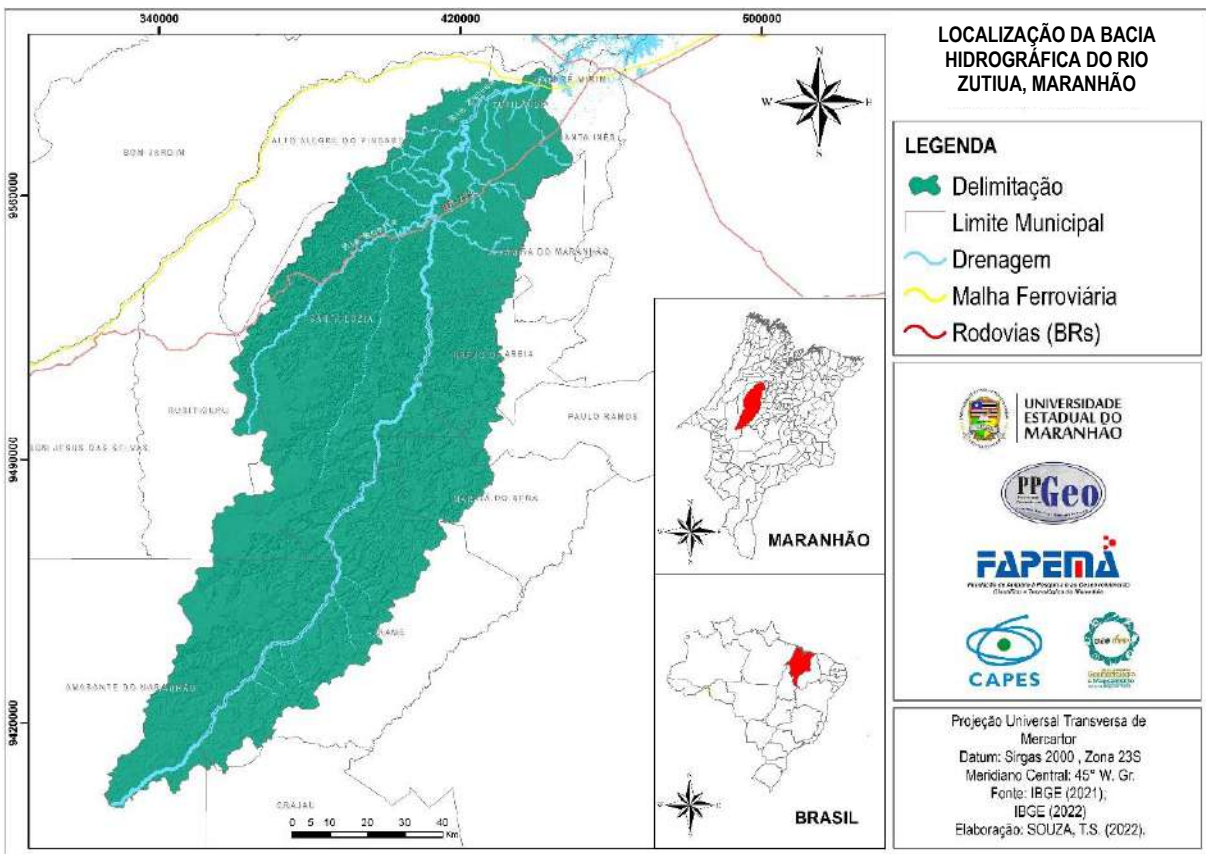 340000
420000
500000
9560000
9490000
9420000
N
W
E
S
BOM JARDIM
ALTO ALEGRE DO PINDARÉ
SANTA INÊS
SANTA LUZIA
BURITICUPU
BOM JESUS DAS SELVAS
PAULO RAMOS
MARAJÁ DO SENA
AMARANTE DO MARANHÃO
GRAJAÚ
0 5 10 20 30 40
Km
MARANHÃO
BRASIL
LOCALIZAÇÃO DA BACIA
HIDROGRÁFICA DO RIO
ZUTIUA, MARANHÃO
LEGENDA
Delimitação
Limite Municipal
Drenagem
Malha Ferroviária
Rodovias (BRs)
UNIVERSIDADE
ESTADUAL DO
MARANHÃO
PPGeo
FAPEMA
CAPES
Projeção Universal Transversa de
Mercartor
Datum: Sirgas 2000 , Zona 23S
Meridiano Central: 45° W. Gr.
Fonte: IBGE (2021);
IBGE (2022)
Elaboração: SOUZA, T.S. (2022).